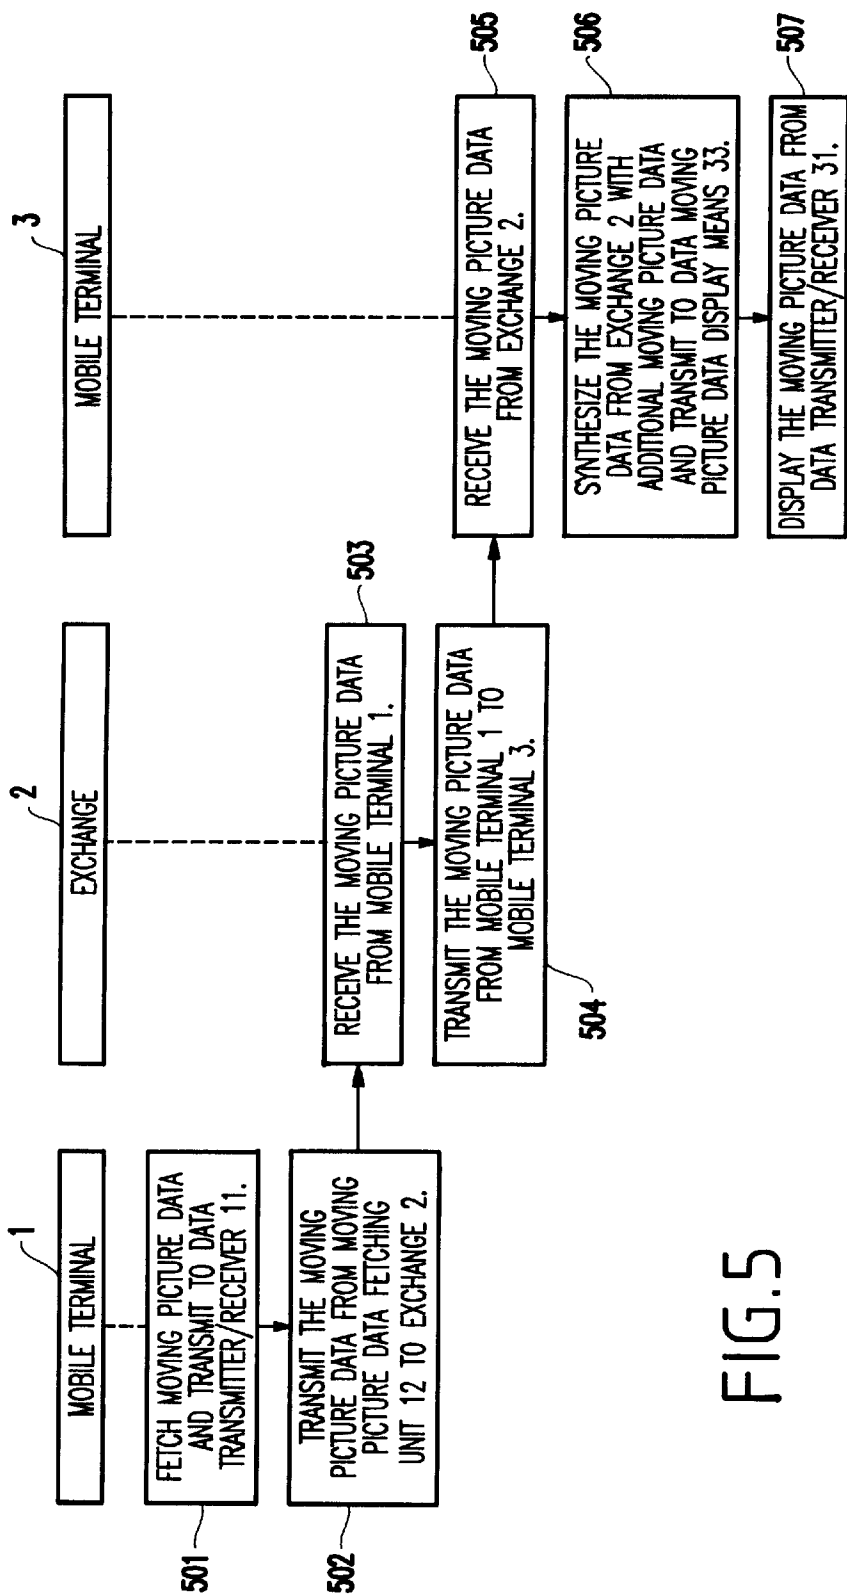 1
MOBILE TERMINAL
501
FETCH MOVING PICTURE DATA
AND TRANSMIT TO DATA
TRANSMITTER/RECEIVER 11.
502
TRANSMIT THE MOVING
PICTURE DATA FROM MOVING
PICTURE DATA FETCHING
UNIT 12 TO EXCHANGE 2.
2
EXCHANGE
503
RECEIVE THE MOVING PICTURE DATA
FROM MOBILE TERMINAL 1.
504
TRANSMIT THE MOVING PICTURE DATA
FROM MOBILE TERMINAL 1 TO
MOBILE TERMINAL 3.
3
MOBILE TERMINAL
505
RECEIVE THE MOVING PICTURE DATA
FROM EXCHANGE 2.
506
SYNTHESIZE THE MOVING PICTURE
DATA FROM EXCHANGE 2 WITH
ADDITIONAL MOVING PICTURE DATA
AND TRANSMIT TO DATA MOVING
PICTURE DATA DISPLAY MEANS 33.
507
DISPLAY THE MOVING PICTURE DATA FROM
DATA TRANSMITTER/RECEIVER 31.
FIG.5